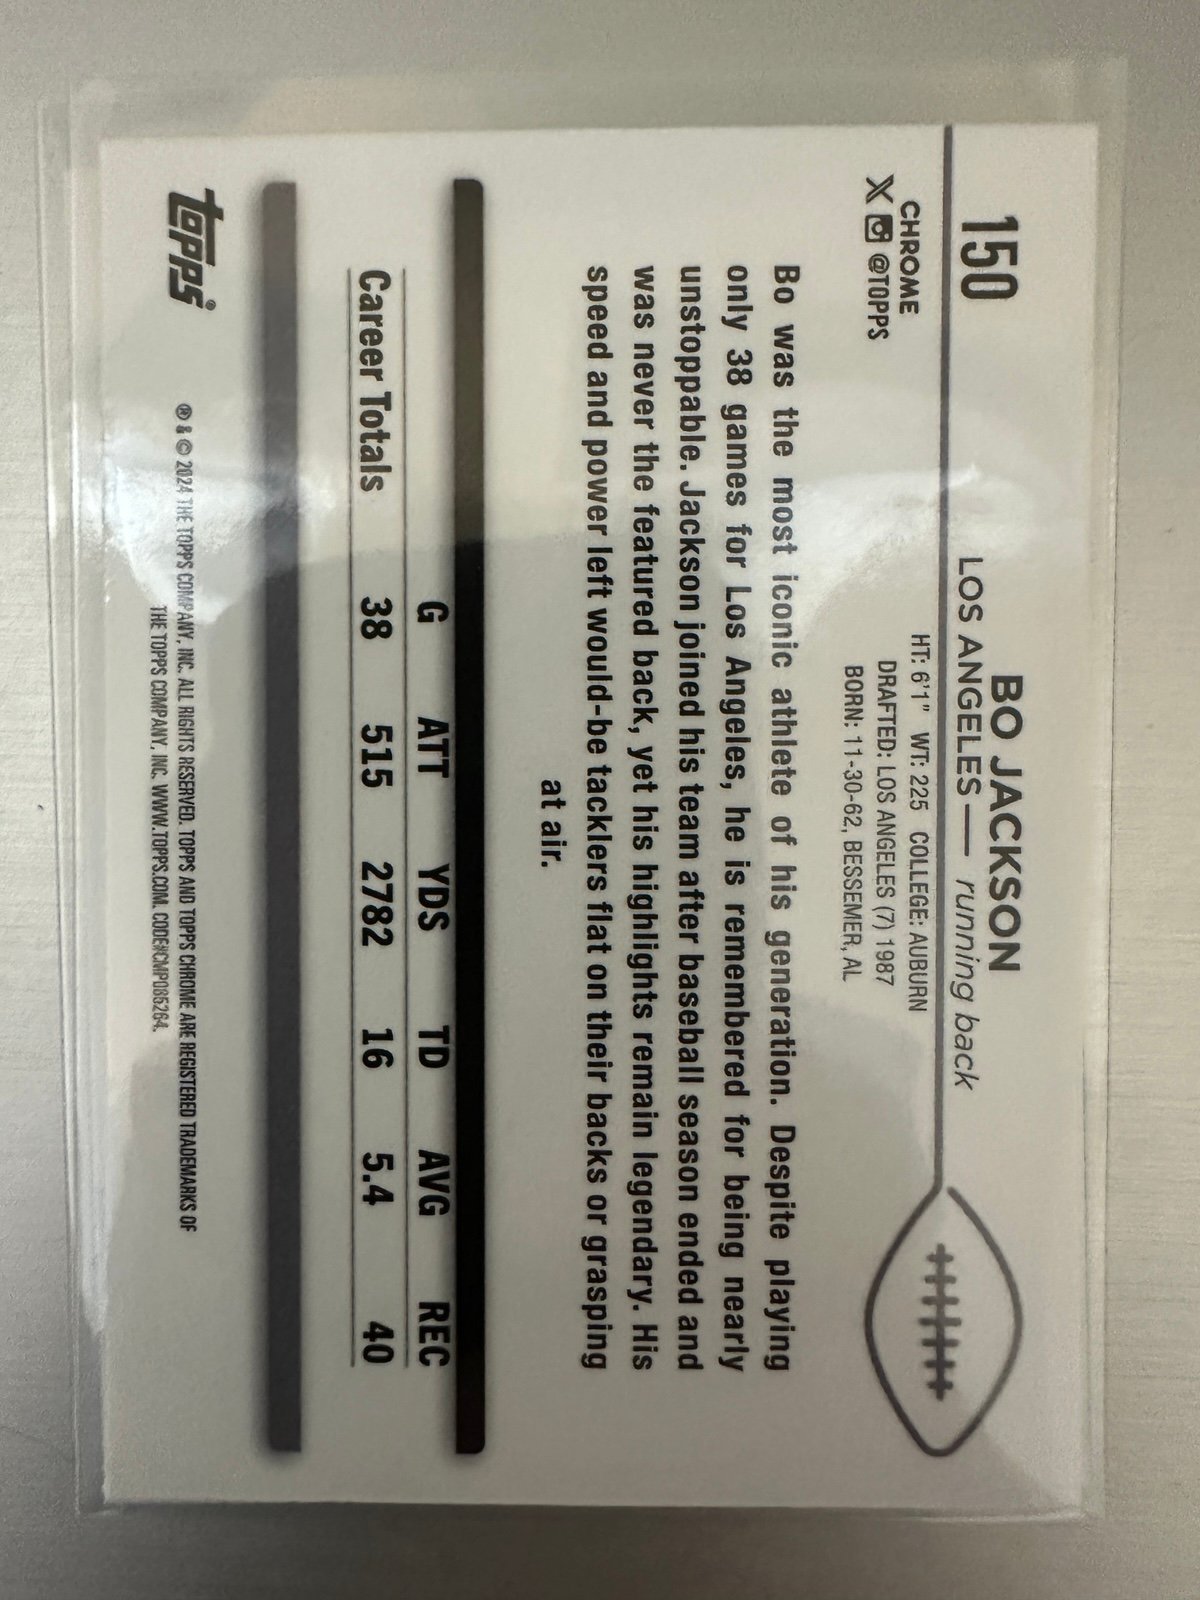 150
BO JACKSON
LOS ANGELES— running back
CHROME
X @TOPPS
HT: 6'1" WT: 225 COLLEGE: AUBURN
DRAFTED: LOS ANGELES (7) 1987
BORN: 11-30-62, BESSEMER, AL
Bo was the most iconic athlete of his generation. Despite playing
only 38 games for Los Angeles, he is remembered for being nearly
unstoppable. Jackson joined his team after baseball season ended and
was never the featured back, yet his highlights remain legendary. His
speed and power left would-be tacklers flat on their backs or grasping
at air.
G ATT YDS TD AVG REC
Career Totals 38 515 2782 16 5.4 40
topps®
® & © 2024 THE TOPPS COMPANY, INC. ALL RIGHTS RESERVED. TOPPS AND TOPPS CHROME ARE REGISTERED TRADEMARKS OF
THE TOPPS COMPANY, INC. WWW.TOPPS.COM. CODE#CMP085264.